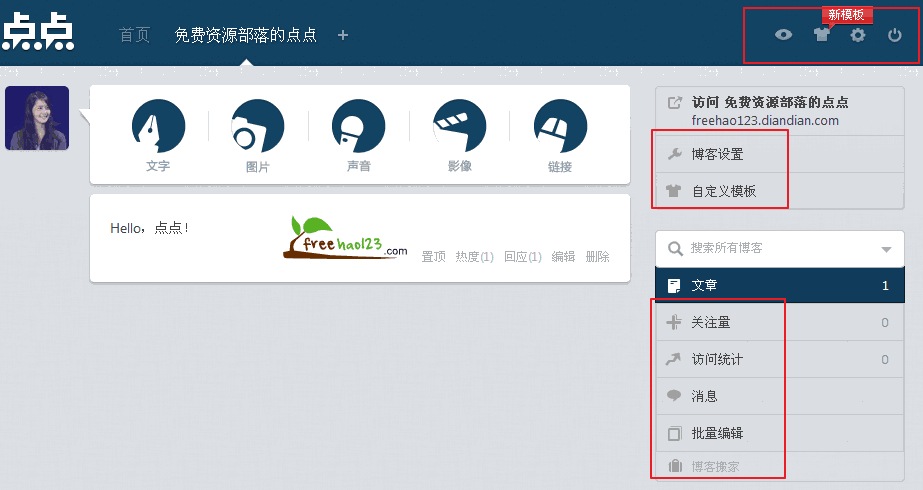 新模板
点点
首页 免费资源部落的点点 +
访问 免费资源部落的点点
freehao123.diandian.com
文字 图片 声音 影像 链接
博客设置
自定义模板
Hello，点点！
freehao123.com
置顶 热度(1) 回应(1) 编辑 删除
搜索所有博客
文章 1
关注量 0
访问统计 0
消息
批量编辑
博客搬家